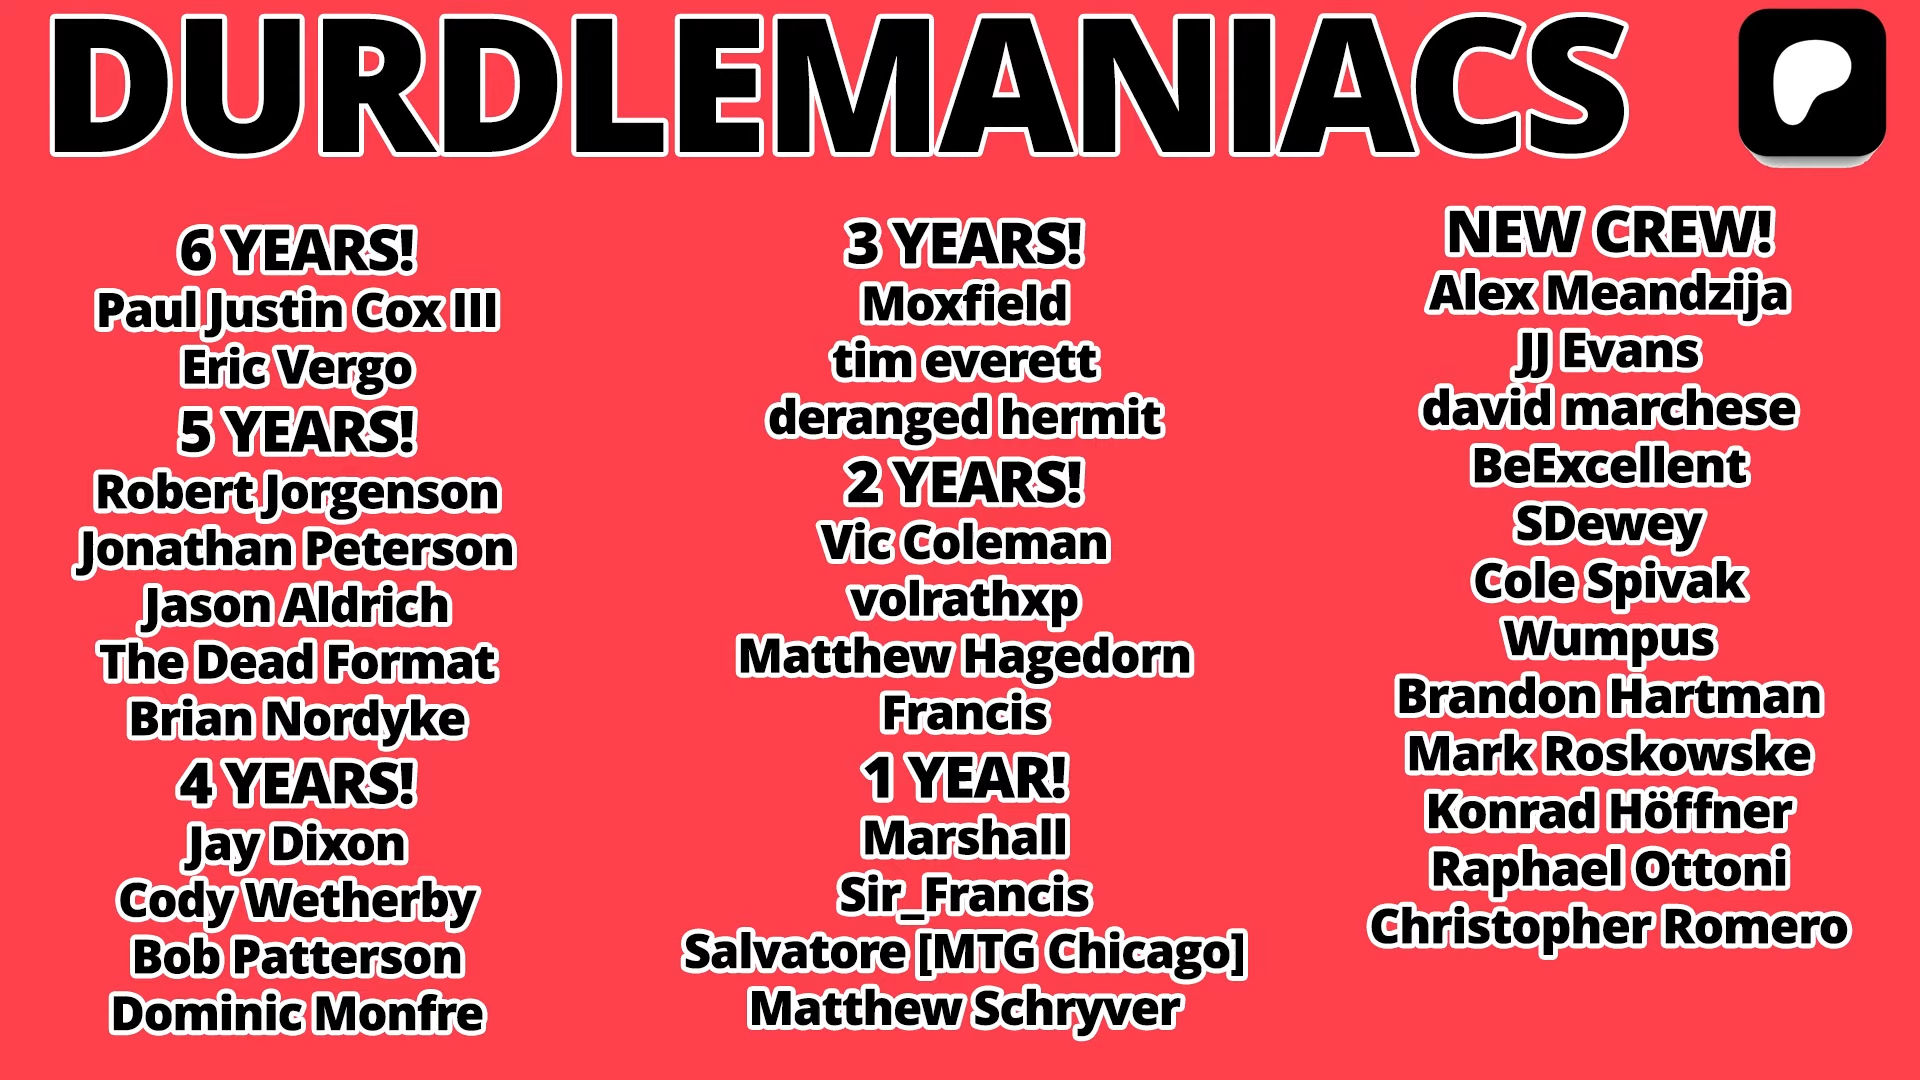 DURDLEMANIACS
6 YEARS!
Paul Justin Cox III
Eric Vergo
5 YEARS!
Robert Jorgenson
Jonathan Peterson
Jason Aldrich
The Dead Format
Brian Nordyke
4 YEARS!
Jay Dixon
Cody Wetherby
Bob Patterson
Dominic Monfre
3 YEARS!
Moxfield
tim everett
deranged hermit
2 YEARS!
Vic Coleman
volrathxp
Matthew Hagedorn
Francis
1 YEAR!
Marshall
Sir_Francis
Salvatore [MTG Chicago]
Matthew Schryver
NEW CREW!
Alex Meandzija
JJ Evans
david marchese
BeExcellent
SDewey
Cole Spivak
Wumpus
Brandon Hartman
Mark Roskowske
Konrad Höffner
Raphael Ottoni
Christopher Romero